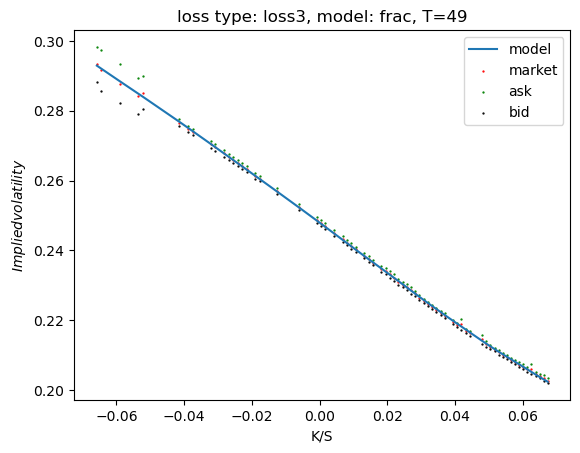 loss type: loss3, model: frac, T=49
model
market
ask
bid
0.30
0.28
0.26
0.24
0.22
0.20
Impliedvolatility
−0.06
−0.04
−0.02
0.00
0.02
0.04
0.06
K/S